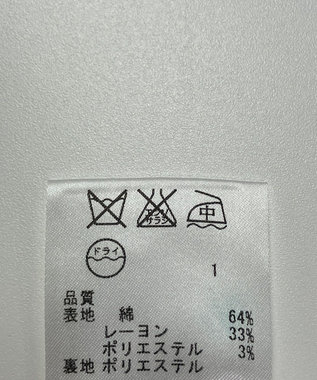 エンソ サラシ 中
ドライ 1
品質
表地 綿 64%
レーヨン 33%
ポリエステル 3%
裏地 ポリエステル